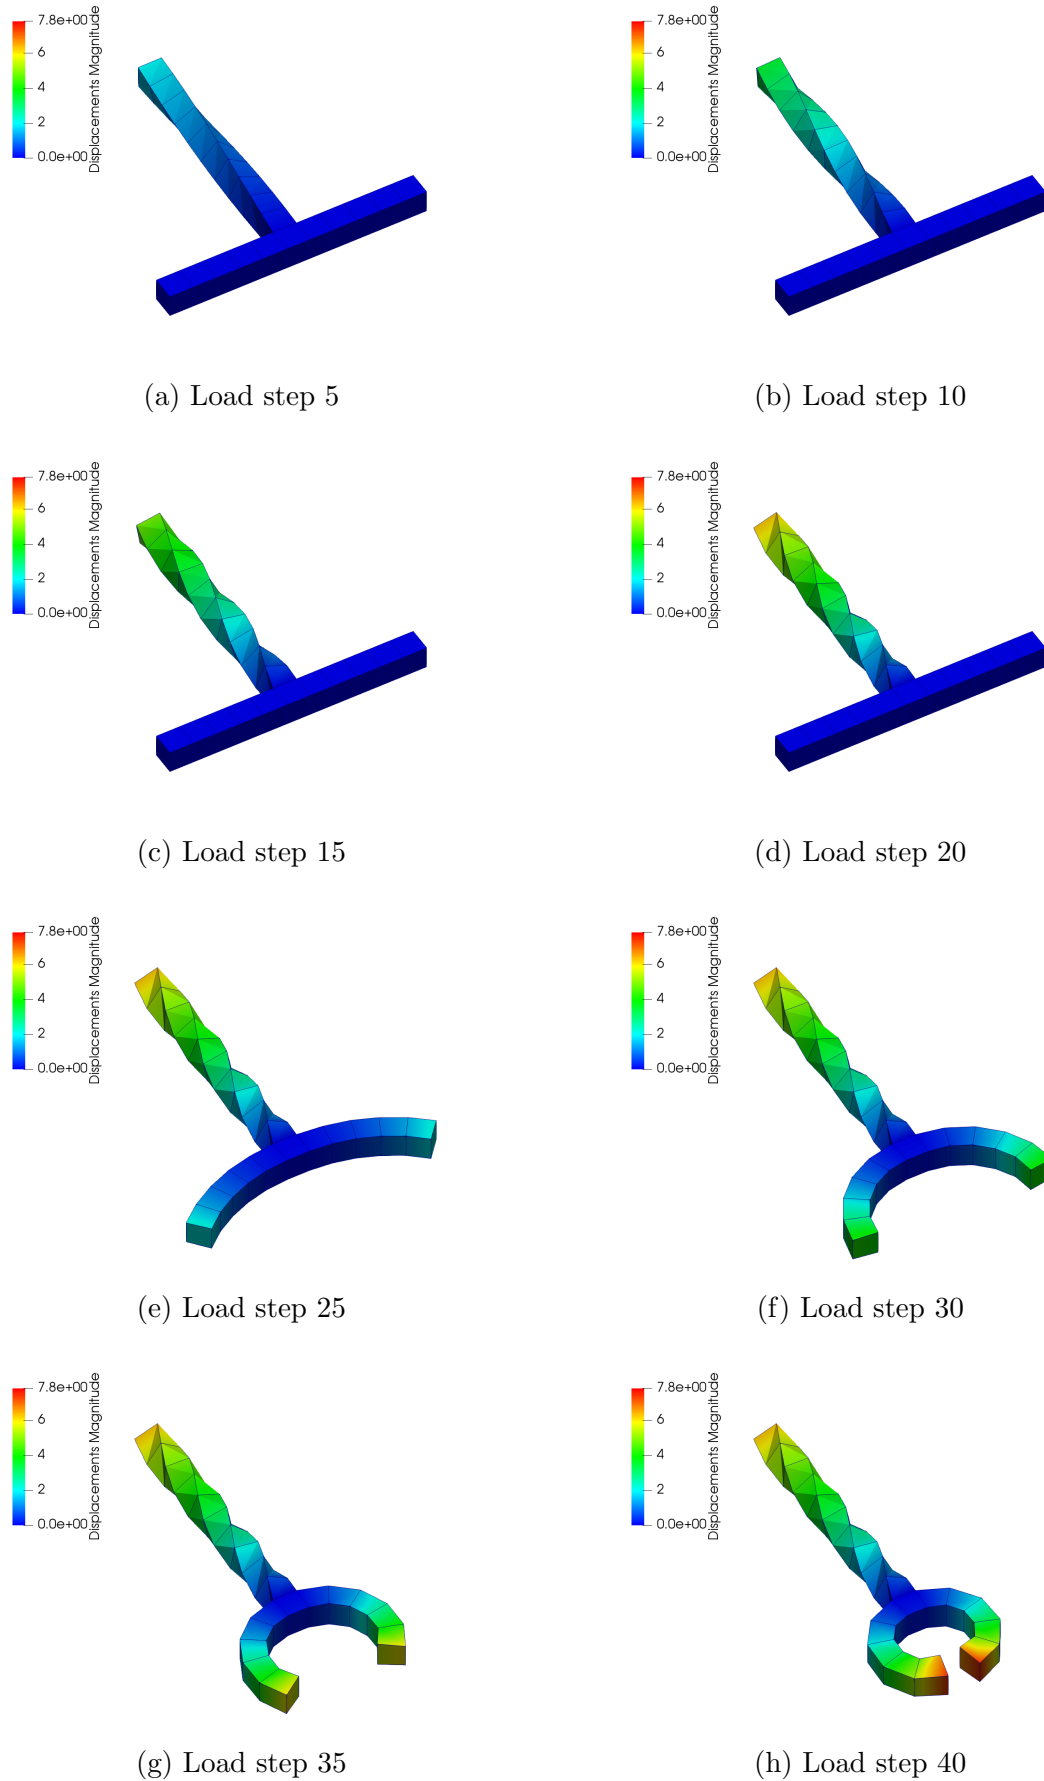 7.8e+00
6
4
2
0.0e+00
Displacements Magnitude
7.8e+00
6
4
2
0.0e+00
Displacements Magnitude
(a) Load step 5
(b) Load step 10
7.8e+00
6
4
2
0.0e+00
Displacements Magnitude
7.8e+00
6
4
2
0.0e+00
Displacements Magnitude
(c) Load step 15
(d) Load step 20
7.8e+00
6
4
2
0.0e+00
Displacements Magnitude
7.8e+00
6
4
2
0.0e+00
Displacements Magnitude
(e) Load step 25
(f) Load step 30
7.8e+00
6
4
2
0.0e+00
Displacements Magnitude
7.8e+00
6
4
2
0.0e+00
Displacements Magnitude
(g) Load step 35
(h) Load step 40